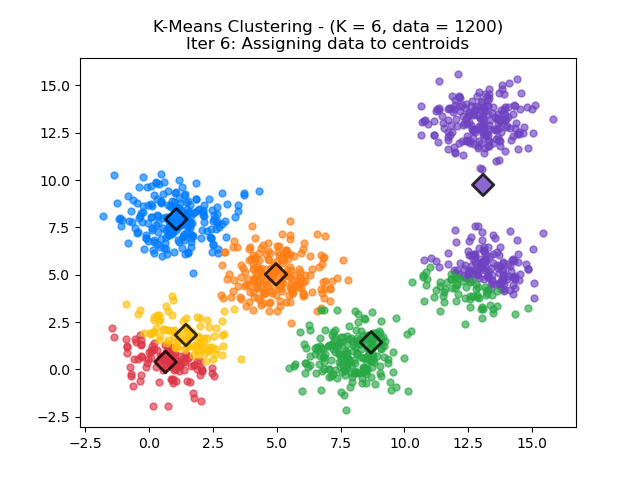 K-Means Clustering - (K = 6, data = 1200)
Iter 6: Assigning data to centroids
15.0
12.5
10.0
7.5
5.0
2.5
0.0
−2.5
−2.5 0.0 2.5 5.0 7.5 10.0 12.5 15.0